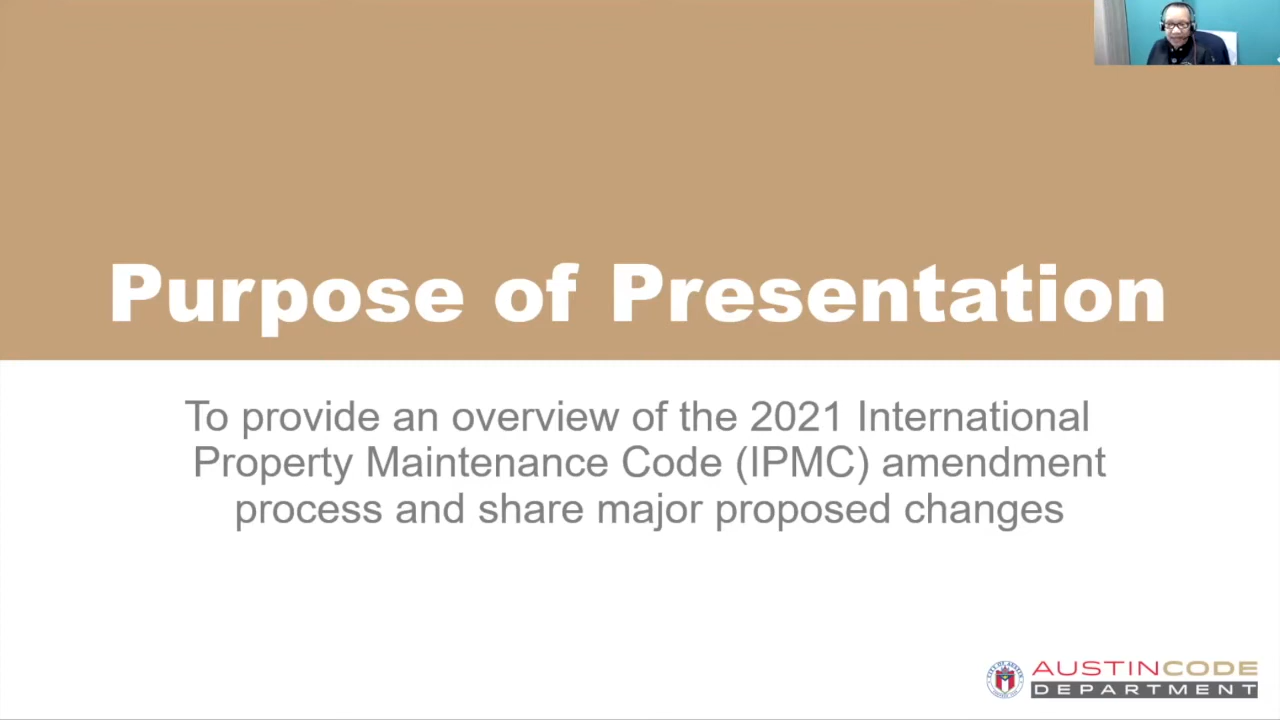 Purpose of Presentation
To provide an overview of the 2021 International
Property Maintenance Code (IPMC) amendment
process and share major proposed changes
AUSTINCODE
DEPARTMENT